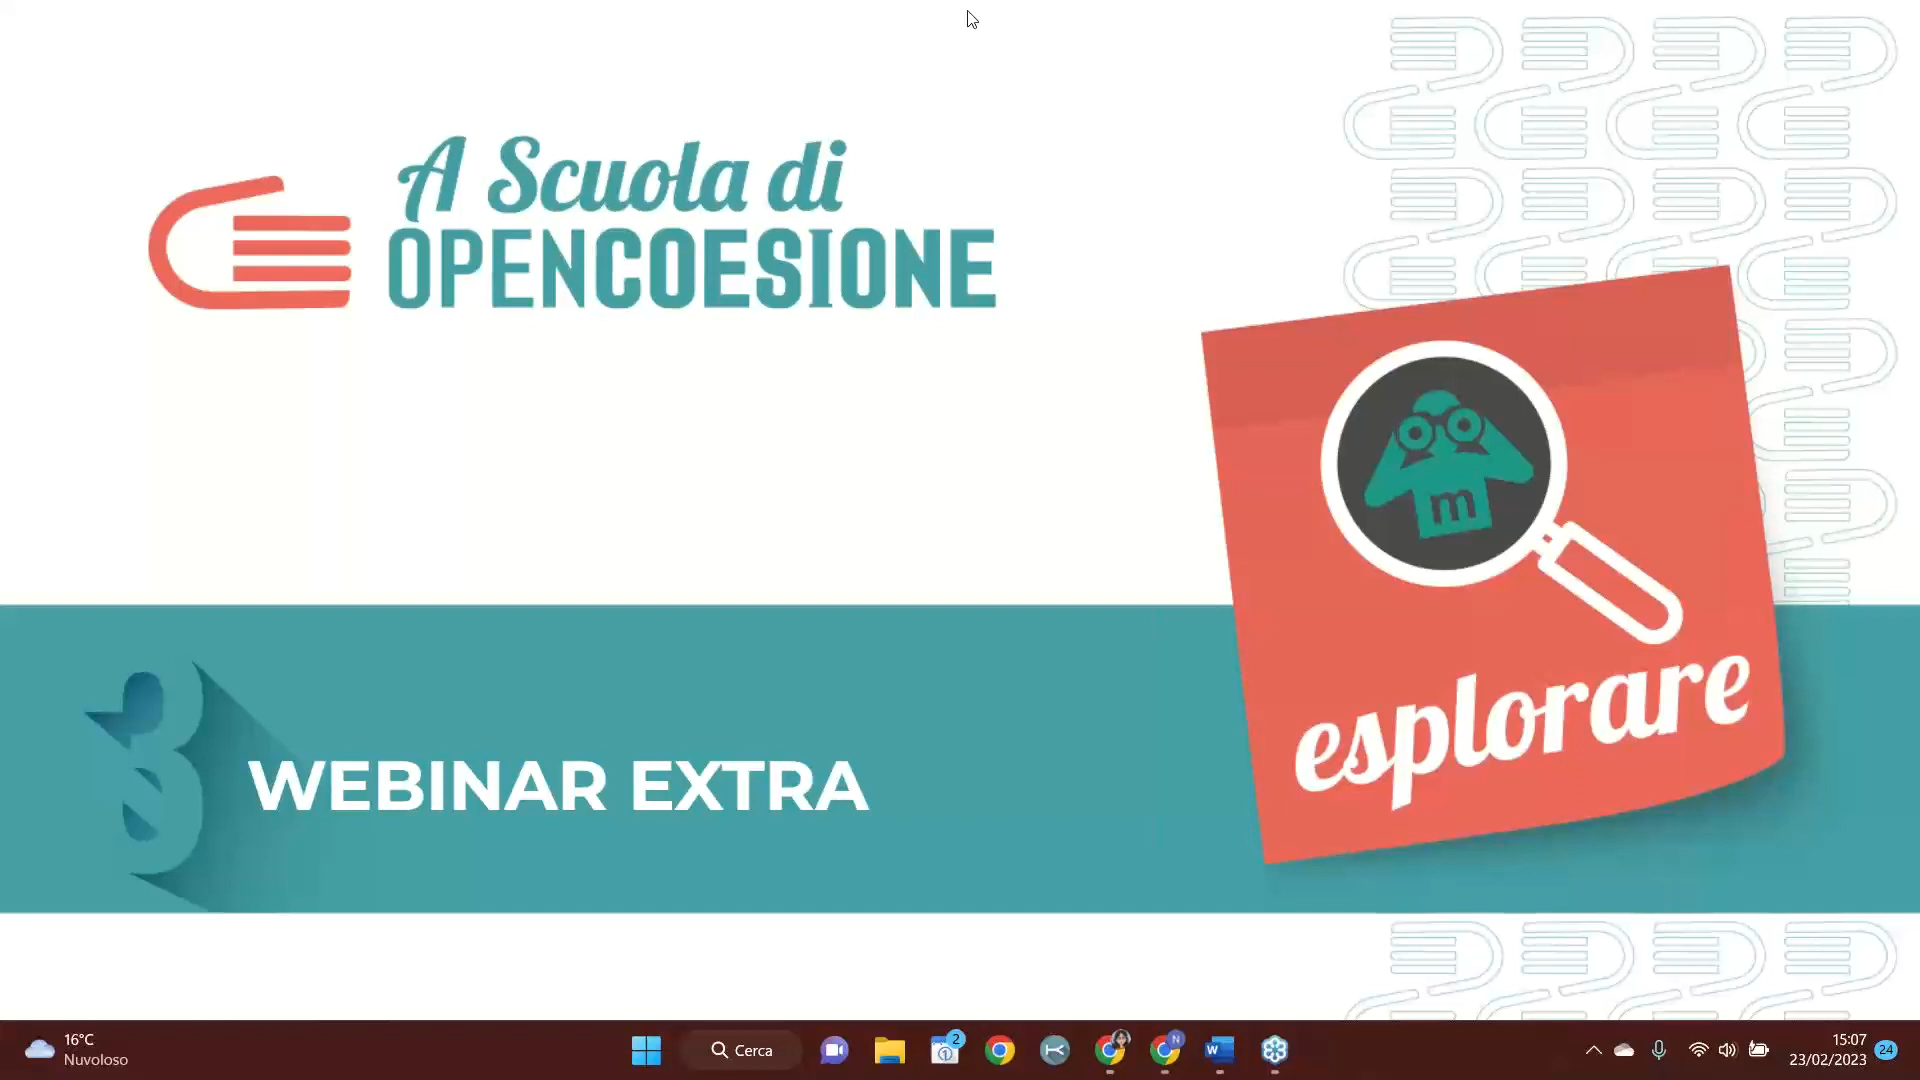 A Scuola di
OPENCOESIONE
m
esplorare
WEBINAR EXTRA
16°C
Nuvoloso
Cerca
2
N
W
15:07
23/02/2023
24